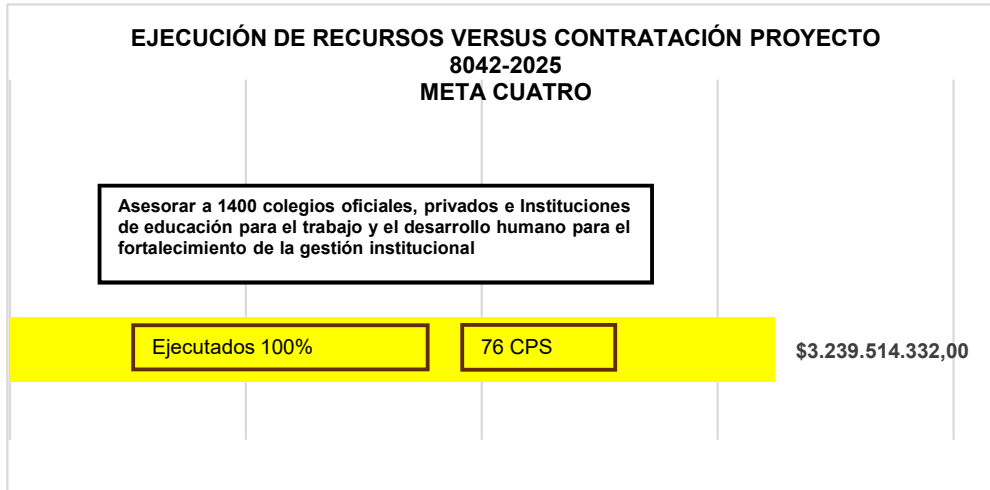 EJECUCIÓN DE RECURSOS VERSUS CONTRATACIÓN PROYECTO
8042-2025
META CUATRO
Asesorar a 1400 colegios oficiales, privados e Instituciones
de educación para el trabajo y el desarrollo humano para el
fortalecimiento de la gestión institucional
Ejecutados 100%
76 CPS
$3.239.514.332,00